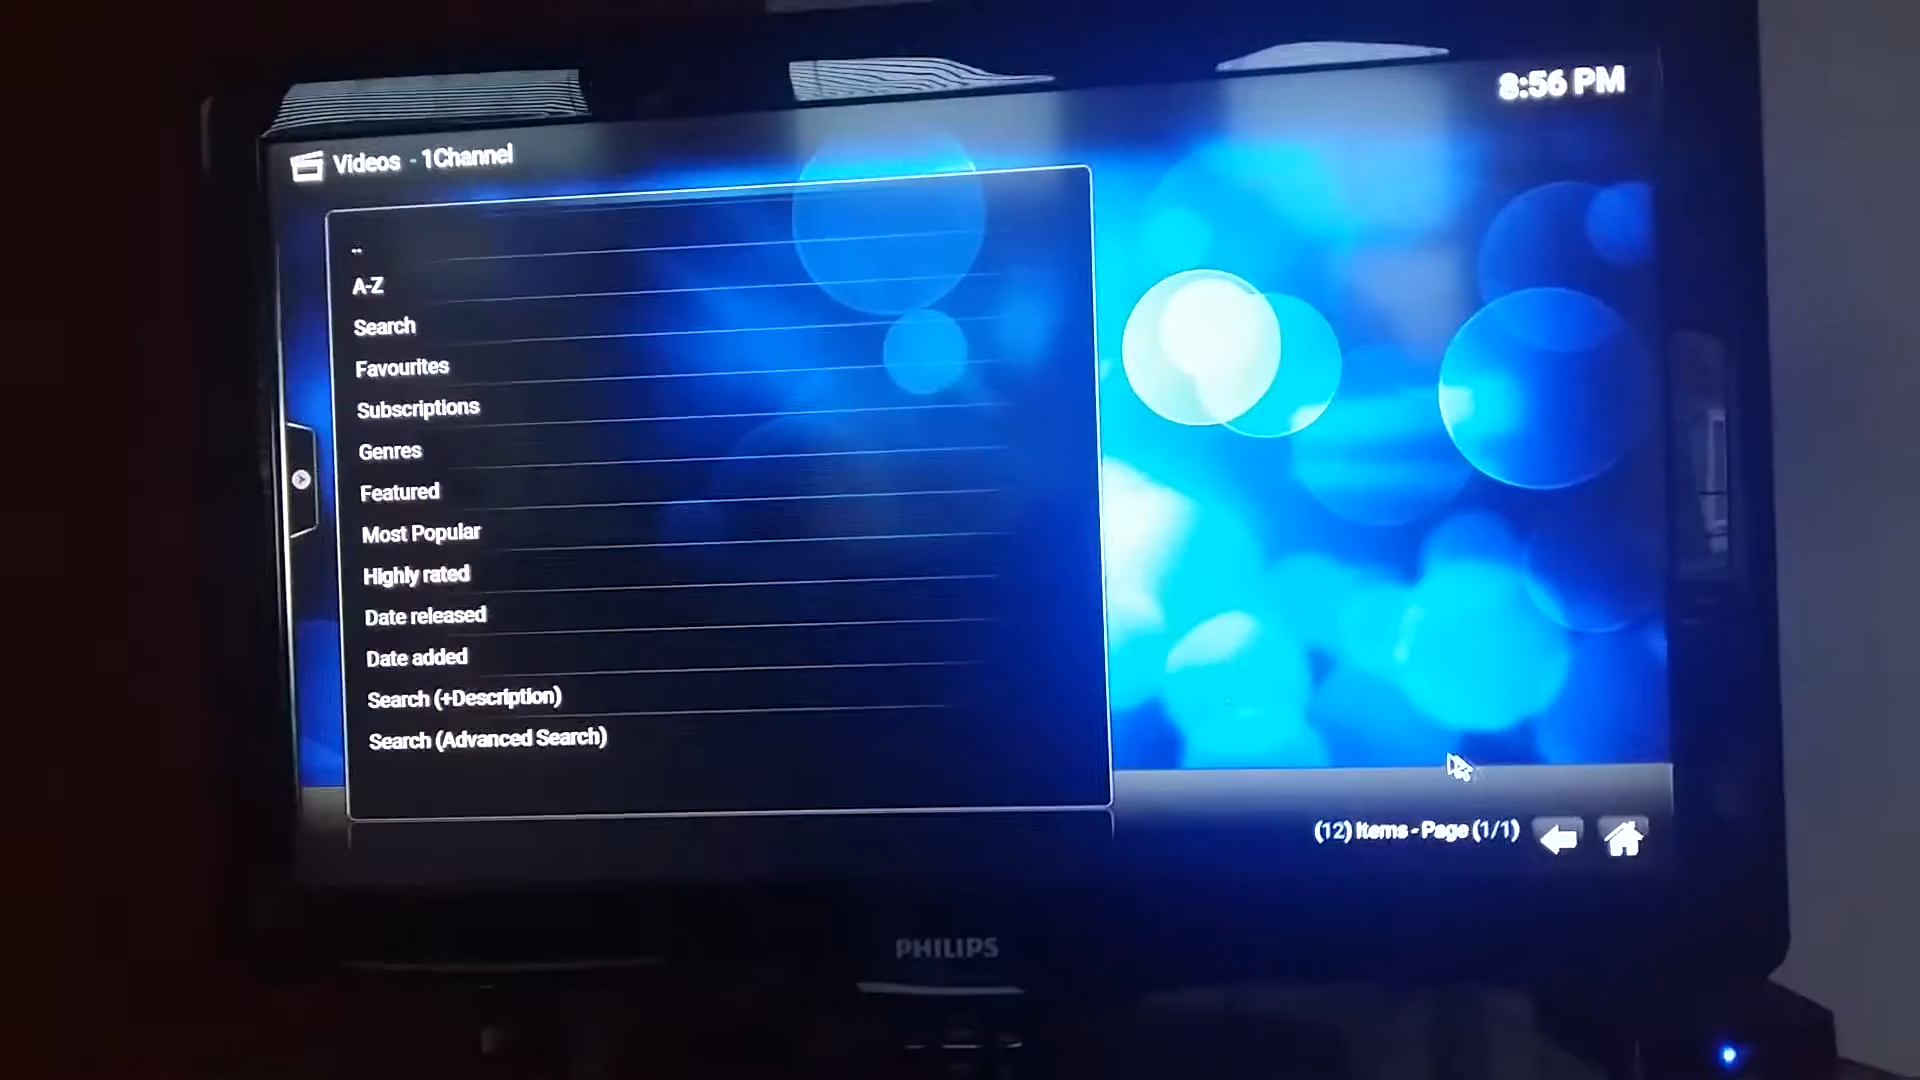 8:56 PM
Videos - 1Channel
..
A-Z
Search
Favourites
Subscriptions
Genres
Featured
Most Popular
Highly rated
Date released
Date added
Search (+Description)
Search (Advanced Search)
(12) Items - Page (1/1)
PHILIPS